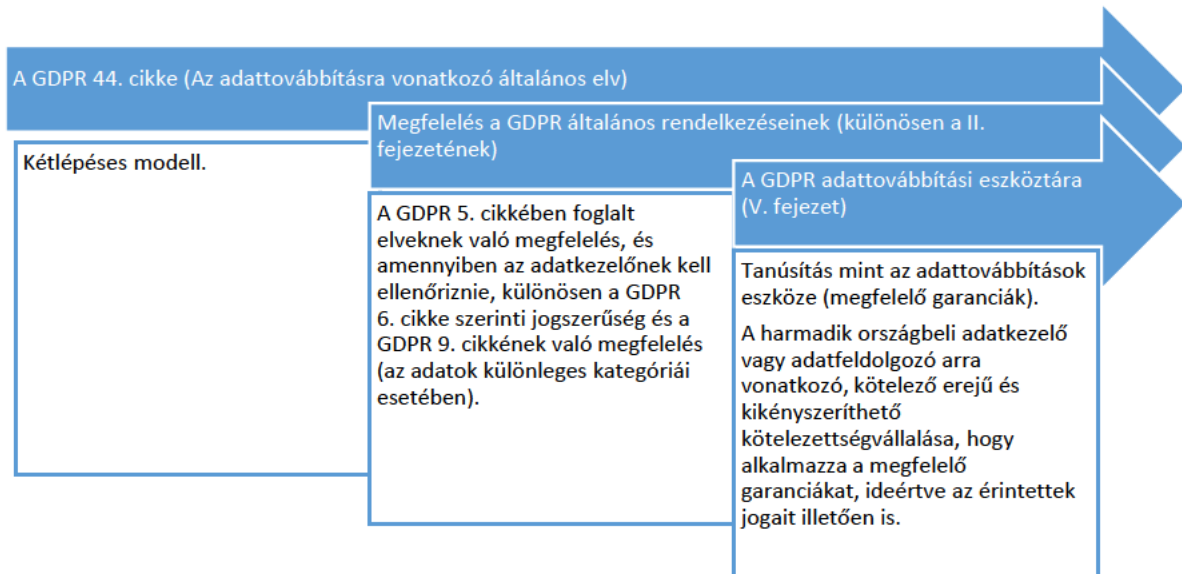 A GDPR 44. cikke (Az adattovábbításra vonatkozó általános elv)
Kétlépéses modell.
Megfelelés a GDPR általános rendelkezéseinek (különösen a II.
fejezetének)
A GDPR 5. cikkében foglalt
elveknek való megfelelés, és
amennyiben az adatkezelőnek kell
ellenőriznie, különösen a GDPR
6. cikke szerinti jogszerűség és a
GDPR 9. cikkének való megfelelés
(az adatok különleges kategóriái
esetében).
A GDPR adattovábbítási eszköztára
(V. fejezet)
Tanúsítás mint az adattovábbítások
eszköze (megfelelő garanciák).
A harmadik országbeli adatkezelő
vagy adatfeldolgozó arra
vonatkozó, kötelező erejű és
kikényszeríthető
kötelezettségvállalása, hogy
alkalmazza a megfelelő
garanciákat, ideértve az érintettek
jogait illetően is.